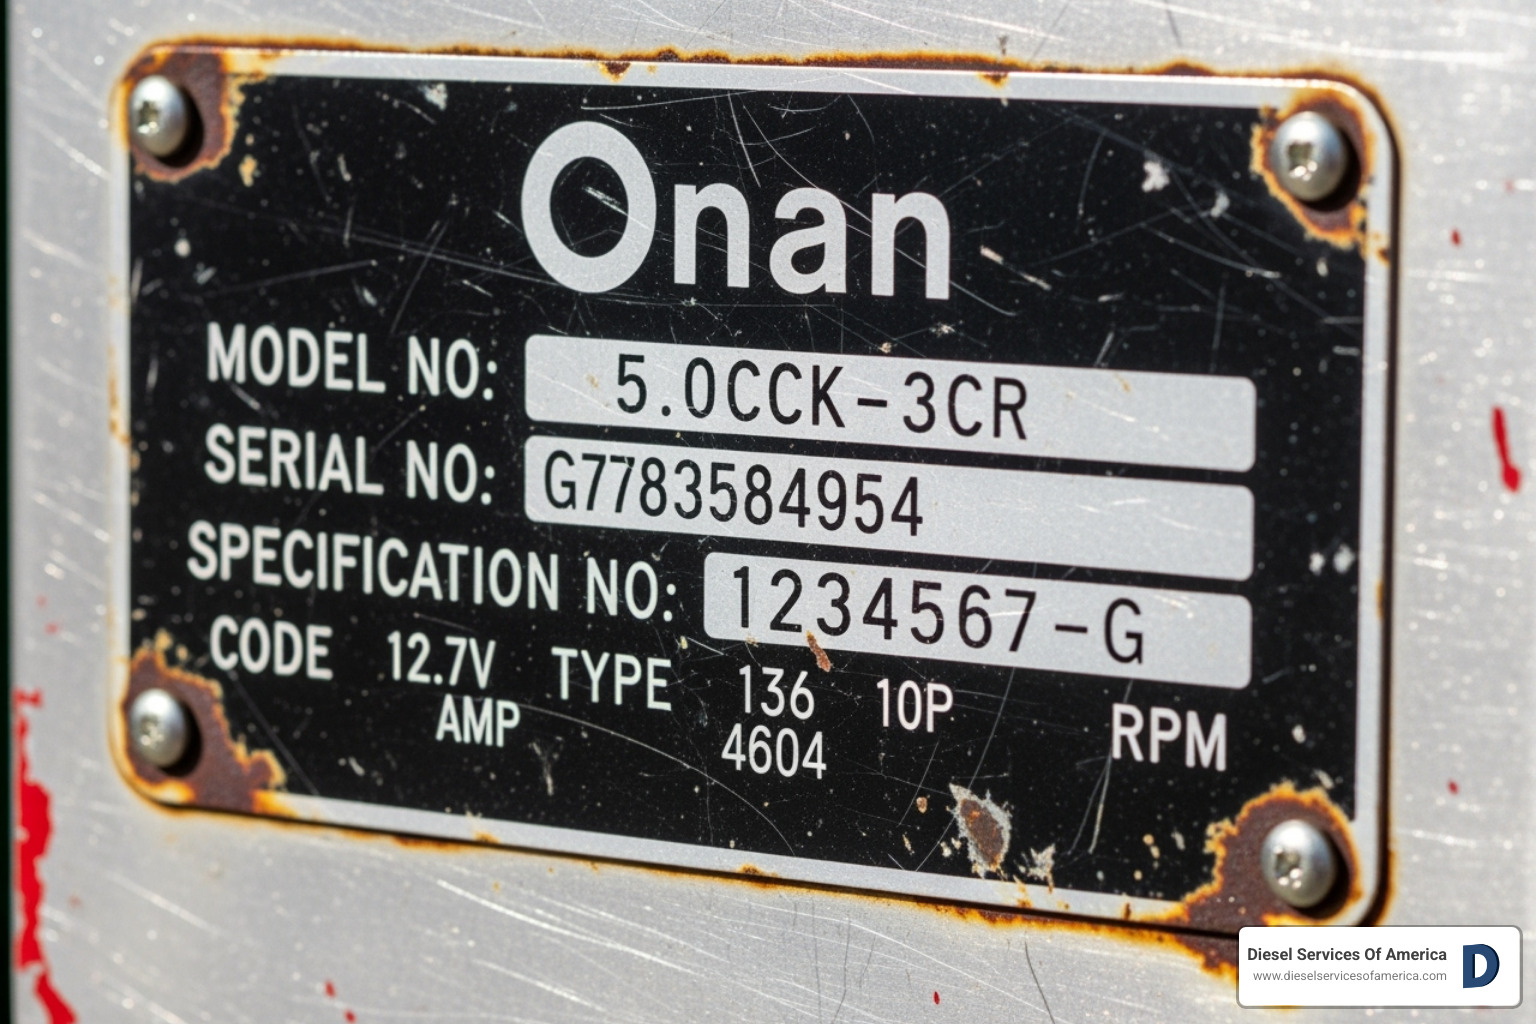 Onan
MODEL NO: 5.0CCK-3CR
SERIAL NO: G7783584954
SPECIFICATION NO: 1234567-G
CODE 12.7V TYPE 136 10P RPM
AMP 4604
Diesel Services Of America
www.dieselservicesofamerica.com
D